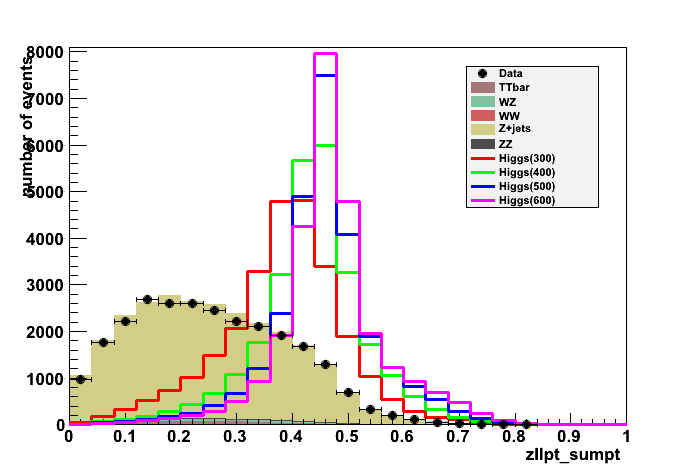 number of events
8000
7000
6000
5000
4000
3000
2000
1000
0
Data
TTbar
WZ
WW
Z+jets
ZZ
Higgs(300)
Higgs(400)
Higgs(500)
Higgs(600)
0 0.1 0.2 0.3 0.4 0.5 0.6 0.7 0.8 0.9 1
zllpt_sumpt